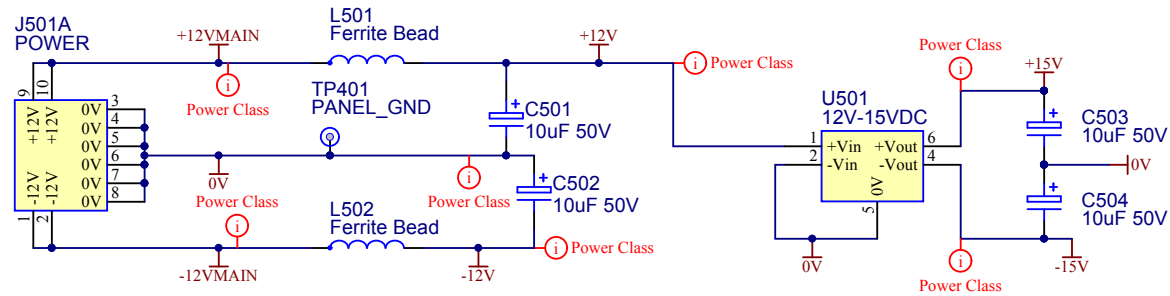 J501A
POWER
9
10
+12V
+12V
-12V
-12V
1
2
0V
3
0V
4
0V
5
0V
6
0V
7
0V
8
+12VMAIN
i
Power Class
L501
Ferrite Bead
TP401
PANEL_GND
0V
Power Class
i
-12VMAIN
L502
Ferrite Bead
Power Class
i
+12V
i
Power Class
+
C501
10uF 50V
+
C502
10uF 50V
-12V
i
Power Class
U501
12V-15VDC
1
+Vin
2
-Vin
+Vout
6
-Vout
4
0V
5
0V
Power Class
i
+15V
+
C503
10uF 50V
0V
+
C504
10uF 50V
-15V
i
Power Class